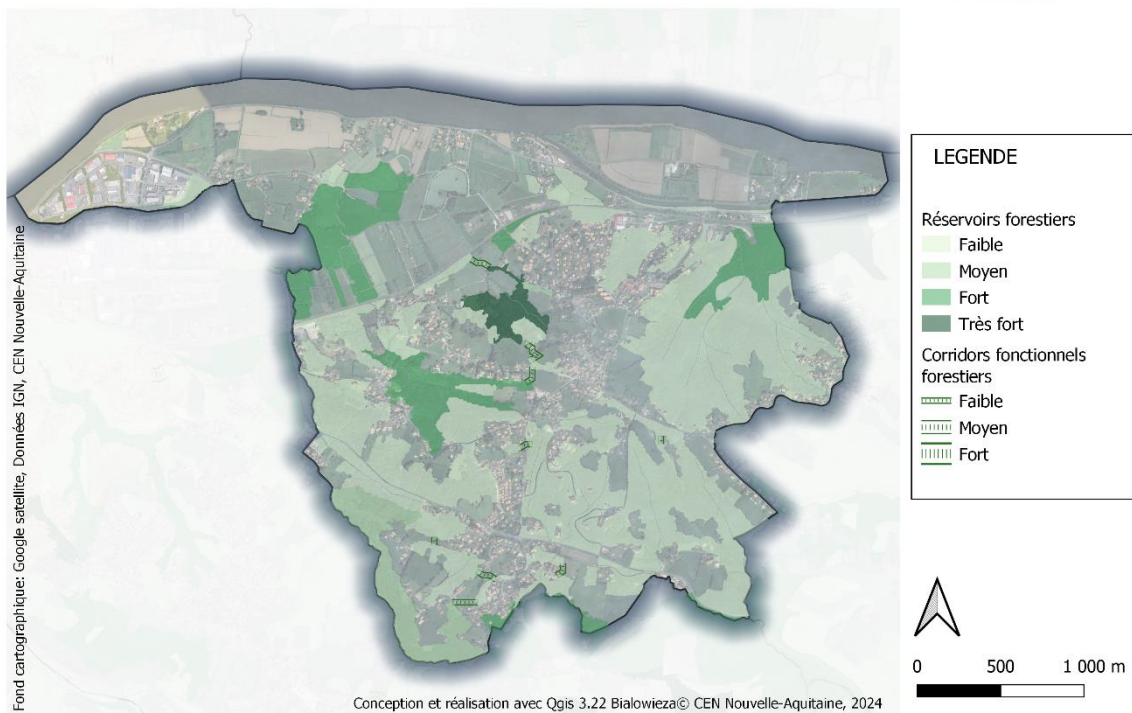 Fond cartographique: Google satellite, Données IGN, CEN Nouvelle-Aquitaine
LEGENDE
Réservoirs forestiers
Faible
Moyen
Fort
Très fort
Corridors fonctionnels
forestiers
Faible
Moyen
Fort
0 500 1 000 m
Conception et réalisation avec Qgis 3.22 Bialowieza© CEN Nouvelle-Aquitaine, 2024